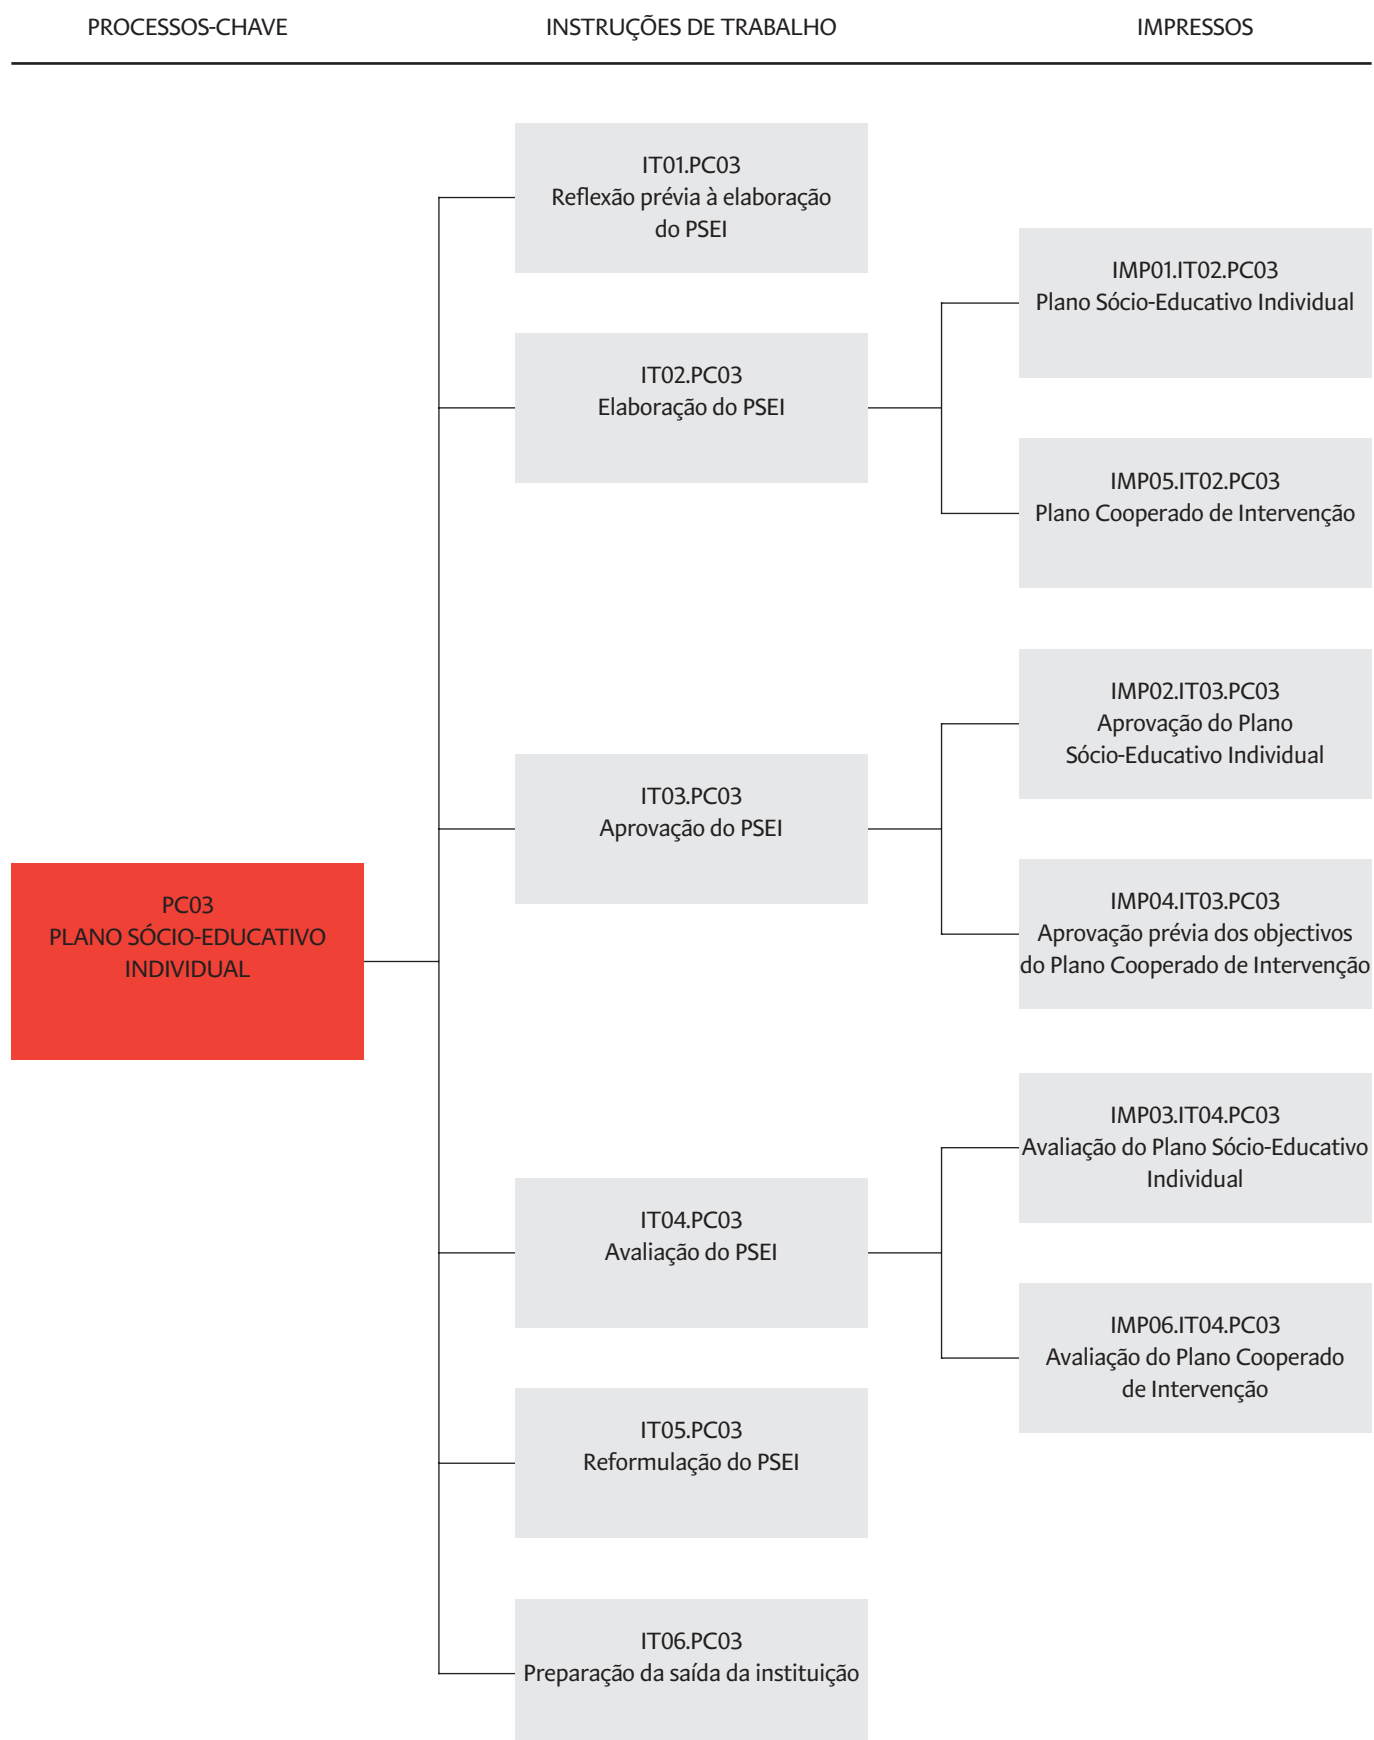 PROCESSOS-CHAVE
INSTRUÇÕES DE TRABALHO
IMPRESSOS
IT01.PC03
Reflexão prévia à elaboração
do PSEI
IMP01.IT02.PC03
Plano Sócio-Educativo Individual
IT02.PC03
Elaboração do PSEI
IMP05.IT02.PC03
Plano Cooperado de Intervenção
IMP02.IT03.PC03
Aprovação do Plano
Sócio-Educativo Individual
IT03.PC03
Aprovação do PSEI
PC03
PLANO SÓCIO-EDUCATIVO
INDIVIDUAL
IMP04.IT03.PC03
Aprovação prévia dos objectivos
do Plano Cooperado de Intervenção
IMP03.IT04.PC03
Avaliação do Plano Sócio-Educativo
Individual
IT04.PC03
Avaliação do PSEI
IMP06.IT04.PC03
Avaliação do Plano Cooperado
de Intervenção
IT05.PC03
Reformulação do PSEI
IT06.PC03
Preparação da saída da instituição